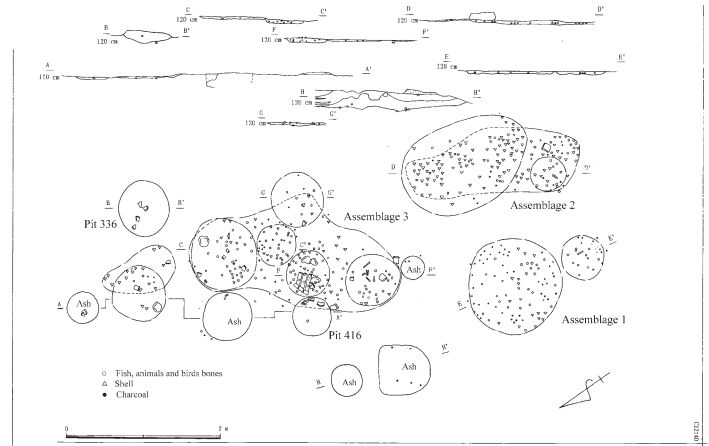 C C'
D D'
B B'
120 cm
120 cm
F F'
120 cm
120 cm
A A'
120 cm
E E'
120 cm
H H'
120 cm
G G'
120 cm
D D'
Assemblage 2
B B'
Pit 336
G G'
Assemblage 3
C C'
F F'
Ash
E E'
Assemblage 1
A Ash
Ash
A'
Pit 416
H Ash
Ash H'
○ Fish, animals and birds bones
△ Shell
● Charcoal
0 2 m